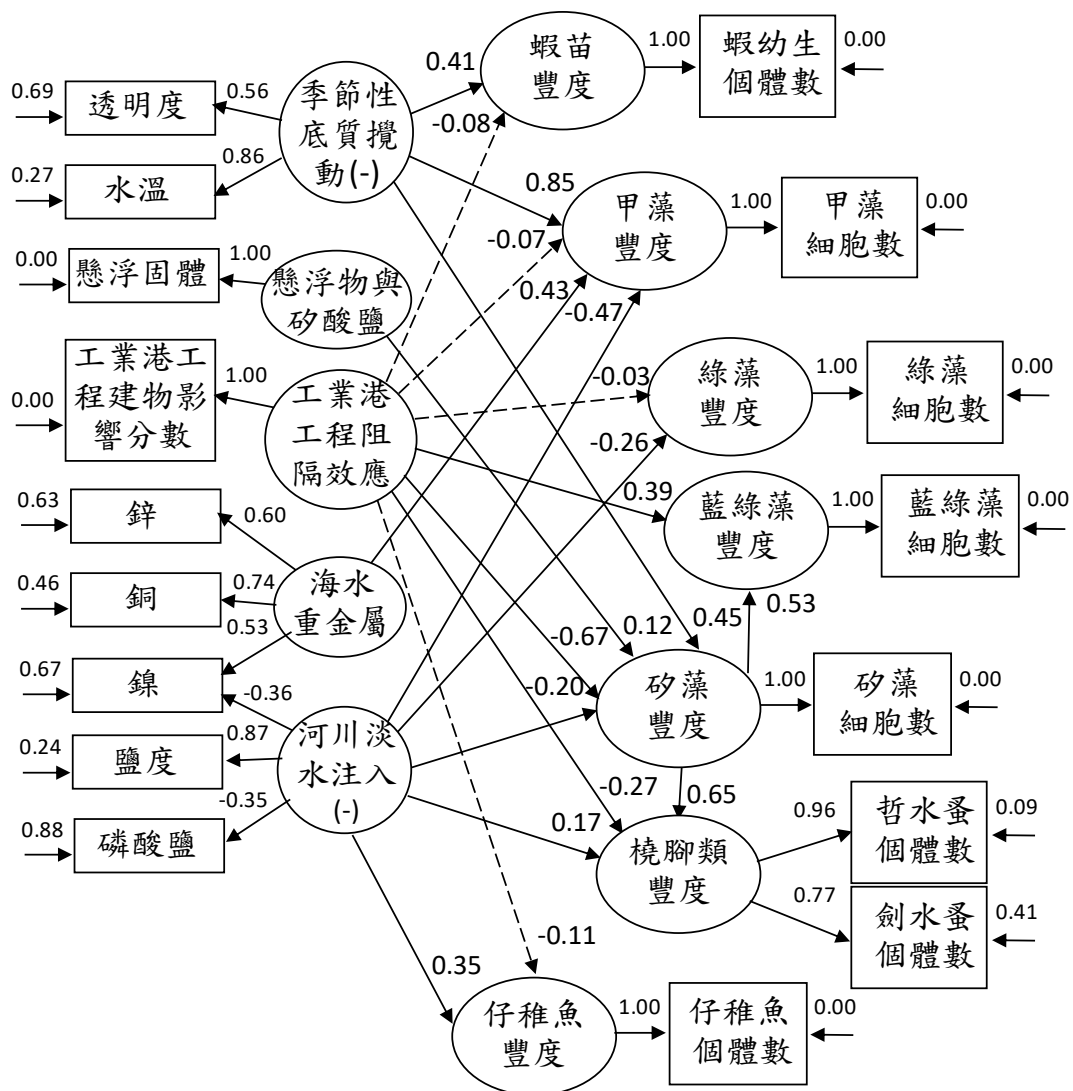 蝦苗
豐度
1.00
蝦幼生
個體數
0.00
0.41
-0.08
0.69
透明度
0.56
季節性
底質攪
動(-)
0.27
水溫
0.86
0.85
甲藻
豐度
1.00
甲藻
細胞數
0.00
-0.07
0.43
-0.47
0.00
懸浮固體
1.00
懸浮物與
矽酸鹽
0.00
工業港工
程建物影
響分數
1.00
工業港
工程阻
隔效應
-0.03
綠藻
豐度
1.00
綠藻
細胞數
0.00
-0.26
0.39
藍綠藻
豐度
1.00
藍綠藻
細胞數
0.00
0.63
鋅
0.60
0.46
銅
0.74
海水
重金屬
0.53
0.67
鎳
-0.36
0.53
0.45
0.12
-0.67
-0.20
矽藻
豐度
1.00
矽藻
細胞數
0.00
0.24
鹽度
0.87
河川淡
水注入
(-)
0.88
磷酸鹽
-0.35
-0.27
0.65
0.17
橈腳類
豐度
0.96
哲水蚤
個體數
0.09
0.77
劍水蚤
個體數
0.41
-0.11
0.35
仔稚魚
豐度
1.00
仔稚魚
個體數
0.00